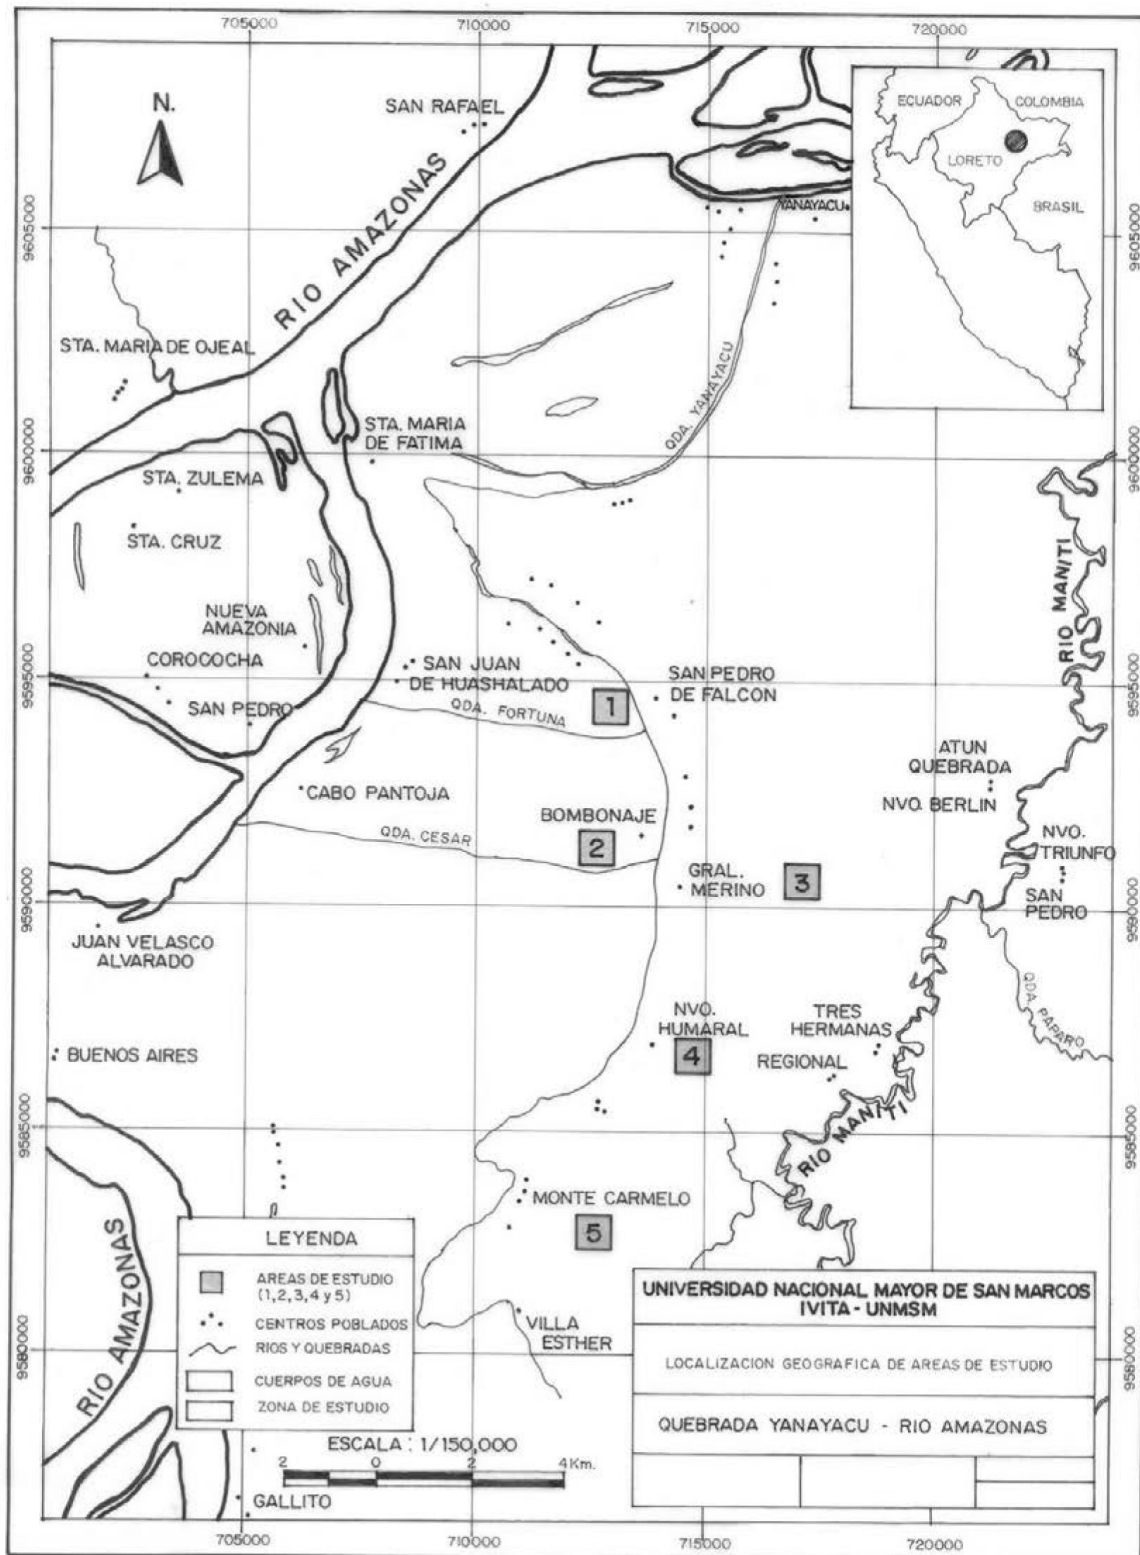 705000
710000
715000
720000
N.
SAN RAFAEL
ECUADOR
COLOMBIA
LORETO
BRASIL
RIO AMAZONAS
YANAYACU
9605000
9605000
STA. MARIA DE OJEAL
QDA. YANAYACU
STA. MARIA
DE FATIMA
9600000
9600000
STA. ZULEMA
STA. CRUZ
RIO MANITI
NUEVA
AMAZONIA
COROCOCHA
SAN JUAN
DE HUASHALADO
SAN PEDRO
DE FALCON
9595000
9595000
SAN PEDRO
QDA. FORTUNA
1
ATUN
QUEBRADA
CABO PANTOJA
NVO. BERLIN
BOMBONAJE
QDA. CESAR
2
NVO.
TRIUNFO
GRAL.
MERINO
3
SAN
PEDRO
9590000
9590000
JUAN VELASCO
ALVARADO
QDA. PAPARO
NVO.
HUMARAL
TRES
HERMANAS
BUENOS AIRES
4
REGIONAL
9585000
9585000
RIO MANITI
MONTE CARMELO
5
RIO AMAZONAS
LEYENDA
AREAS DE ESTUDIO
(1,2,3,4 y 5)
CENTROS POBLADOS
RIOS Y QUEBRADAS
CUERPOS DE AGUA
ZONA DE ESTUDIO
VILLA
ESTHER
9580000
9580000
UNIVERSIDAD NACIONAL MAYOR DE SAN MARCOS
IVITA - UNMSM
LOCALIZACION GEOGRAFICA DE AREAS DE ESTUDIO
QUEBRADA YANAYACU - RIO AMAZONAS
ESCALA : 1/150,000
2 0 2 4 Km.
GALLITO
705000
710000
715000
720000